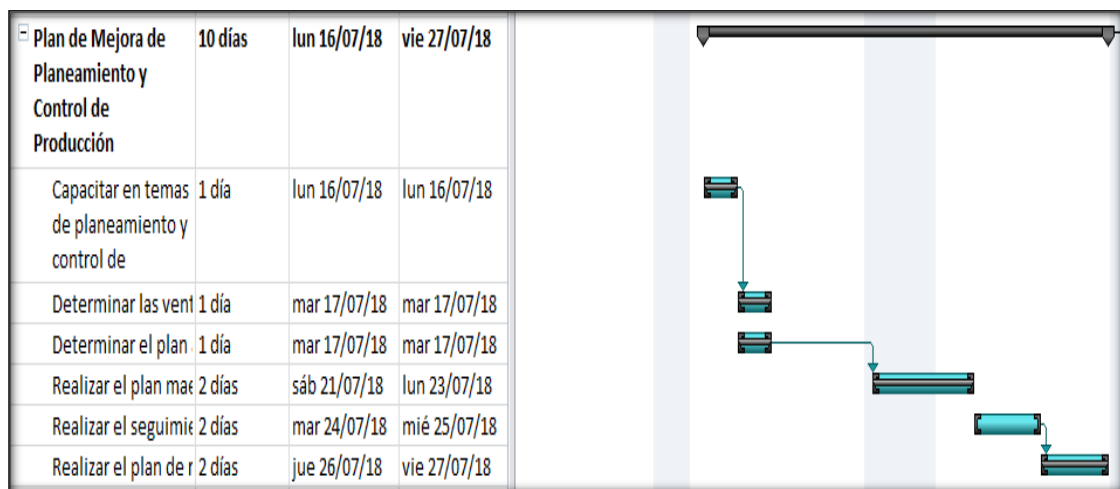 Plan de Mejora de 10 días lun 16/07/18 vie 27/07/18
Planeamiento y
Control de
Producción
Capacitar en temas 1 día lun 16/07/18 lun 16/07/18
de planeamiento y
control de
Determinar las vent 1 día mar 17/07/18 mar 17/07/18
Determinar el plan 1 día mar 17/07/18 mar 17/07/18
Realizar el plan mae 2 días sáb 21/07/18 lun 23/07/18
Realizar el seguimie 2 días mar 24/07/18 mié 25/07/18
Realizar el plan de 2 días jue 26/07/18 vie 27/07/18